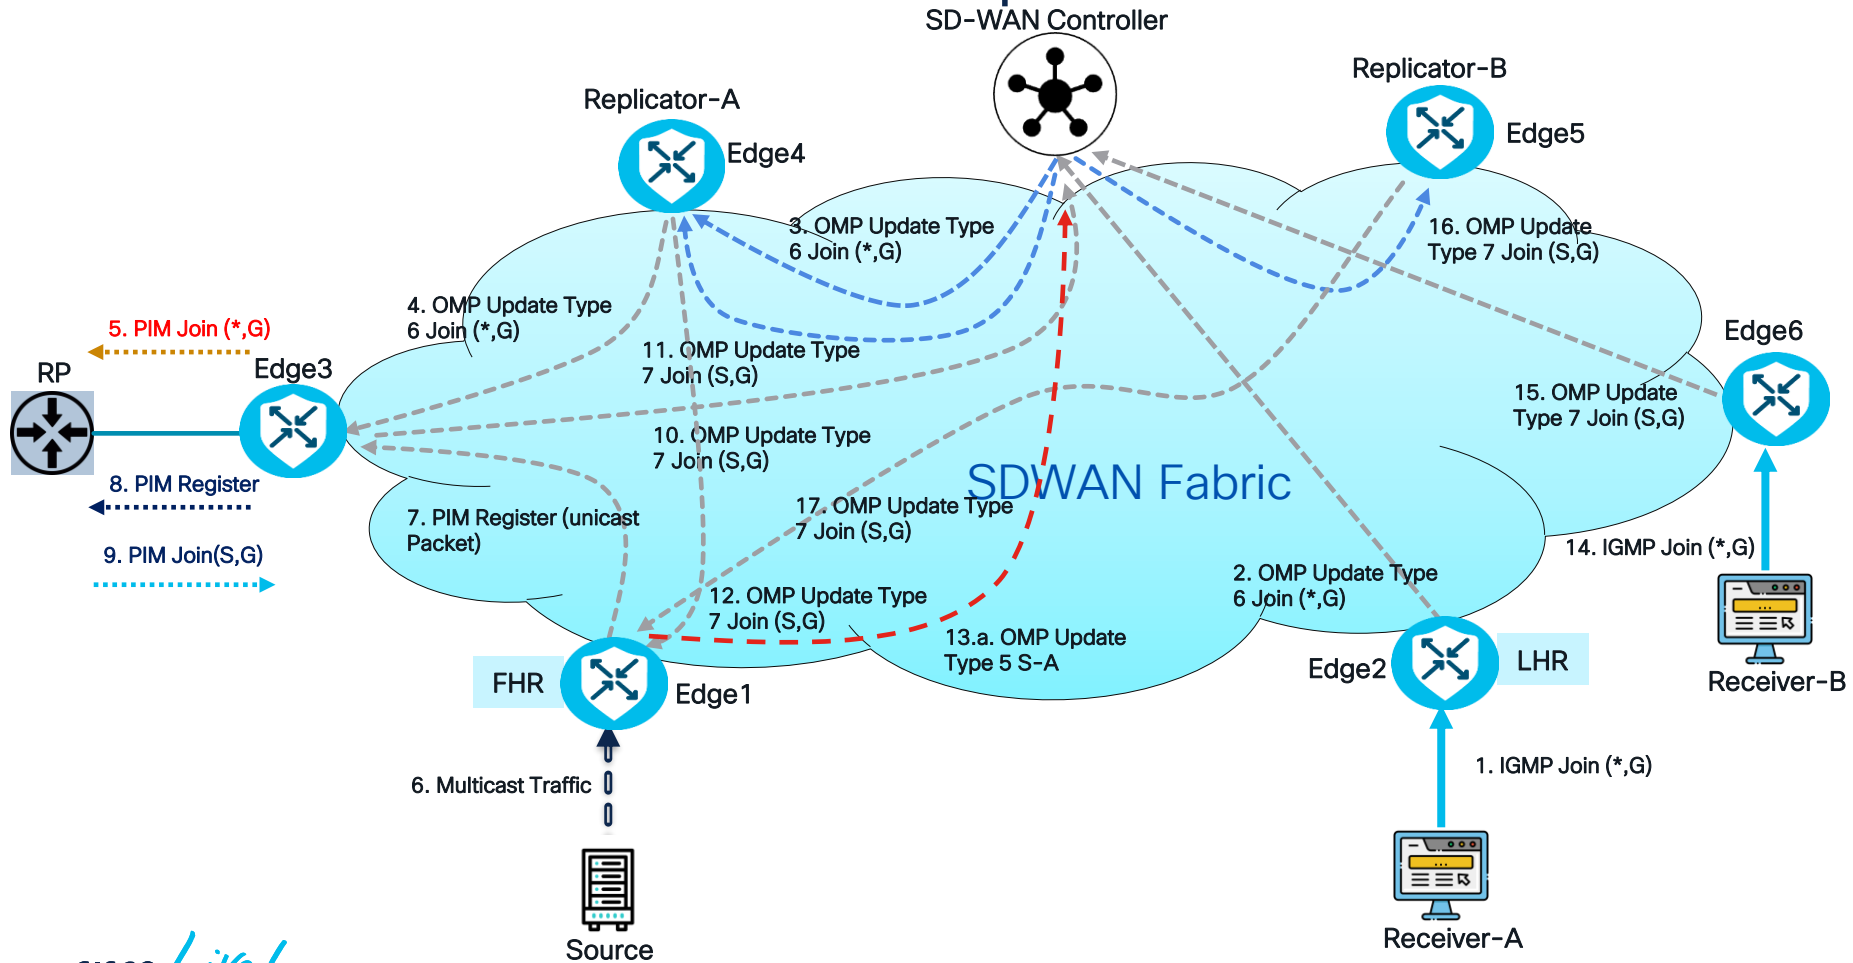 SD-WAN Controller
Replicator-B
Replicator-A
Edge5
Edge4
3. OMP Update Type
6 Join (*,G)
16. OMP Update
Type 7 Join (S,G)
4. OMP Update Type
6 Join (*,G)
5. PIM Join (*,G)
Edge6
11. OMP Update Type
7 Join (S,G)
RP
Edge3
15. OMP Update
Type 7 Join (S,G)
10. OMP Update Type
7 Join (S,G)
SDWAN Fabric
8. PIM Register
17. OMP Update Type
7 Join (S,G)
7. PIM Register (unicast
Packet)
9. PIM Join(S,G)
14. IGMP Join (*,G)
2. OMP Update Type
6 Join (*,G)
12. OMP Update Type
7 Join (S,G)
13.a. OMP Update
Type 5 S-A
FHR
Edge1
Edge2
LHR
Receiver-B
6. Multicast Traffic
1. IGMP Join (*,G)
Source
Receiver-A